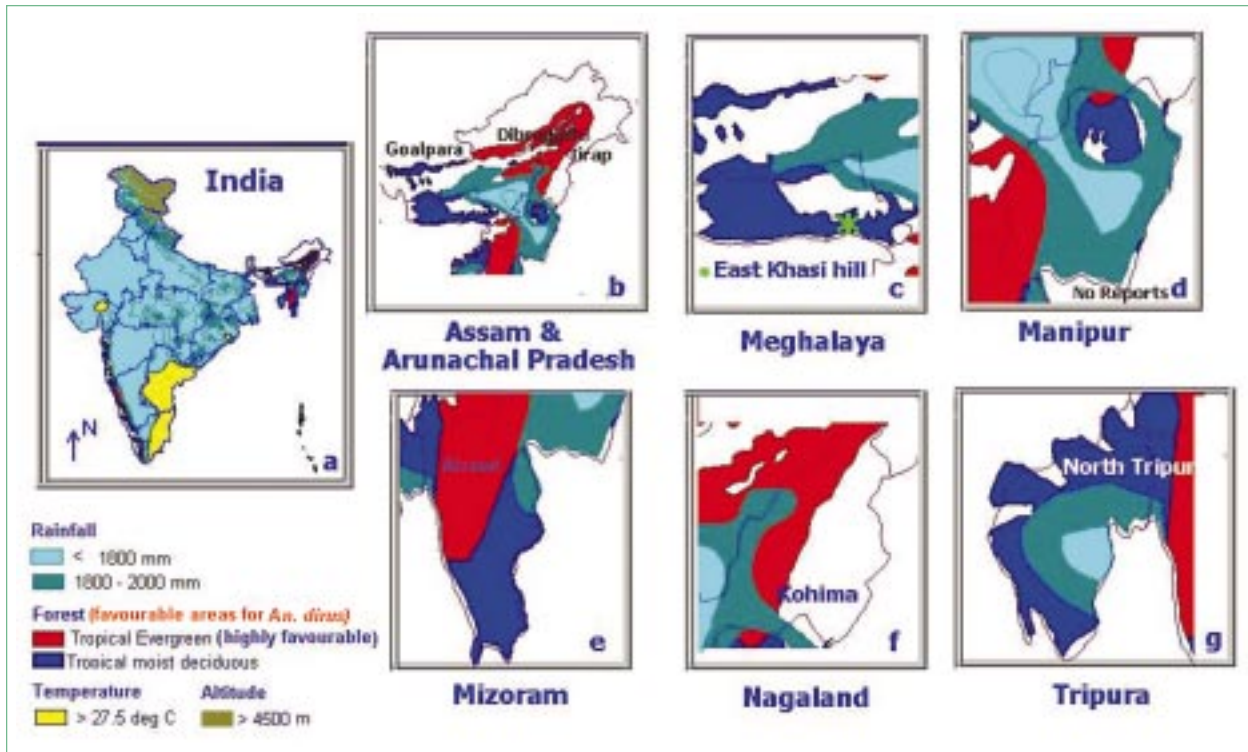 India
N
a
Goalpara
Tirap
b
Assam &
Arunachal Pradesh
East Khasi hill
c
Meghalaya
No Reports
d
Manipur
e
Mizoram
Kohima
f
Nagaland
North Tripur
g
Tripura
Rainfall
< 1800 mm
1800 - 2000 mm
Forest (favourable areas for An. dirus)
Tropical Evergreen (highly favourable)
Tropical moist deciduous
Temperature
> 27.5 deg C
Altitude
> 4500 m